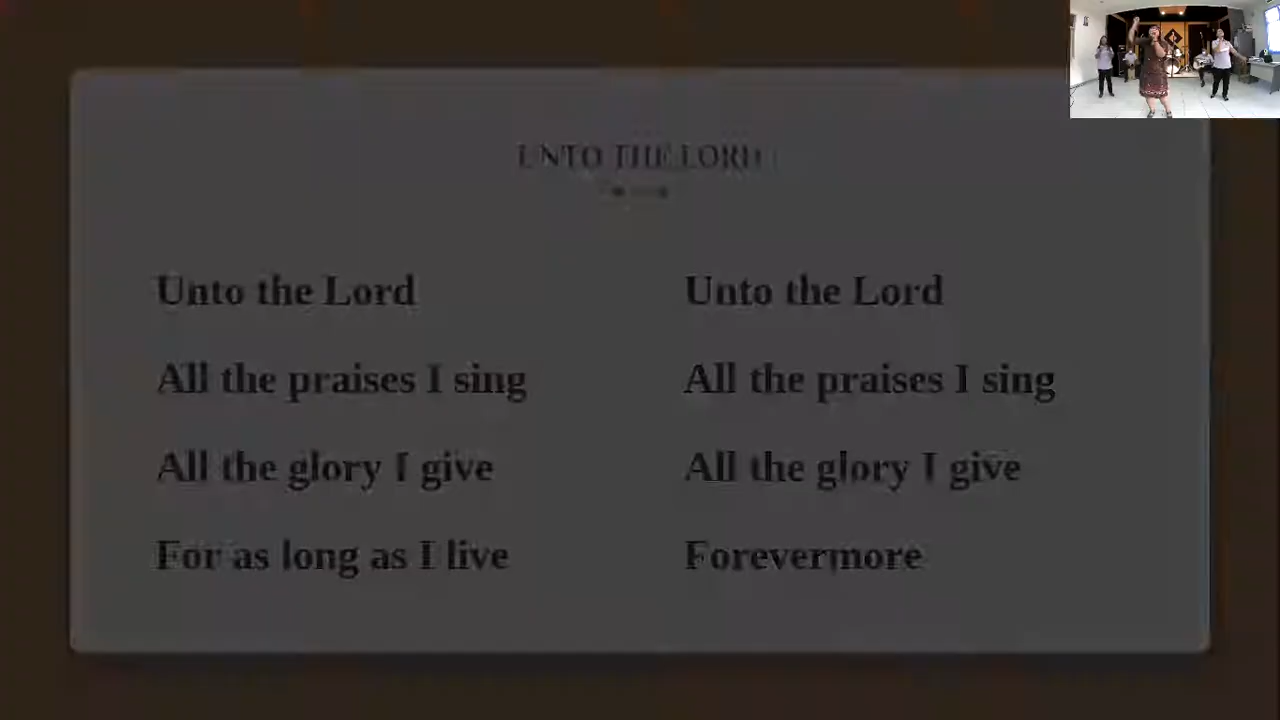 UNTO THE LORD
Unto the Lord
All the praises I sing
All the glory I give
For as long as I live
Unto the Lord
All the praises I sing
All the glory I give
Forevermore